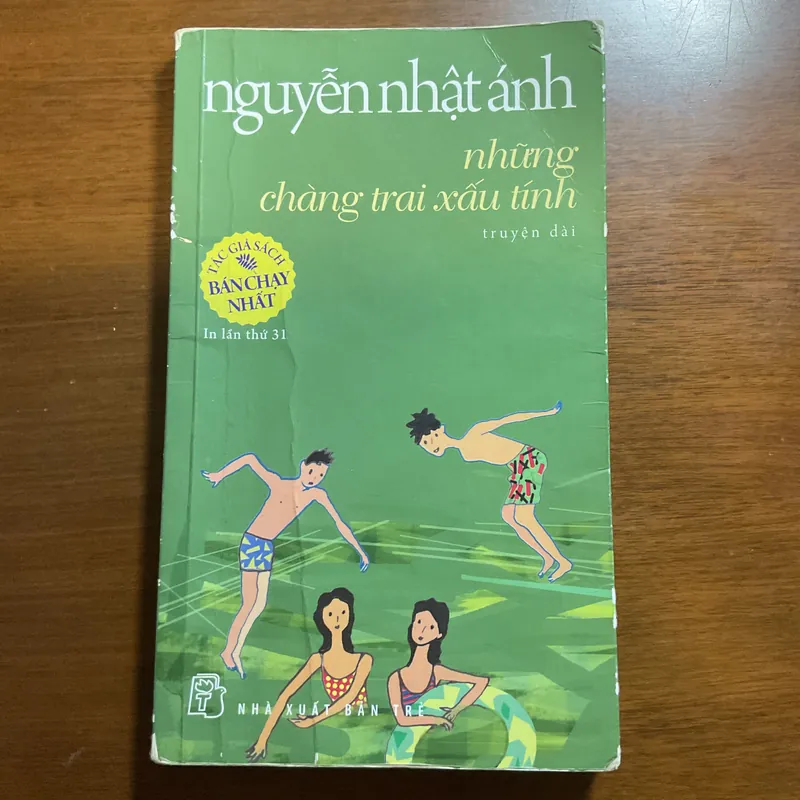 nguyễn nhật ánh
những
chàng trai xấu tính
truyện dài
TÁC GIẢ SÁCH
BÁN CHẠY
NHẤT
In lần thứ 31
NHÀ XUẤT BẢN TRẺ